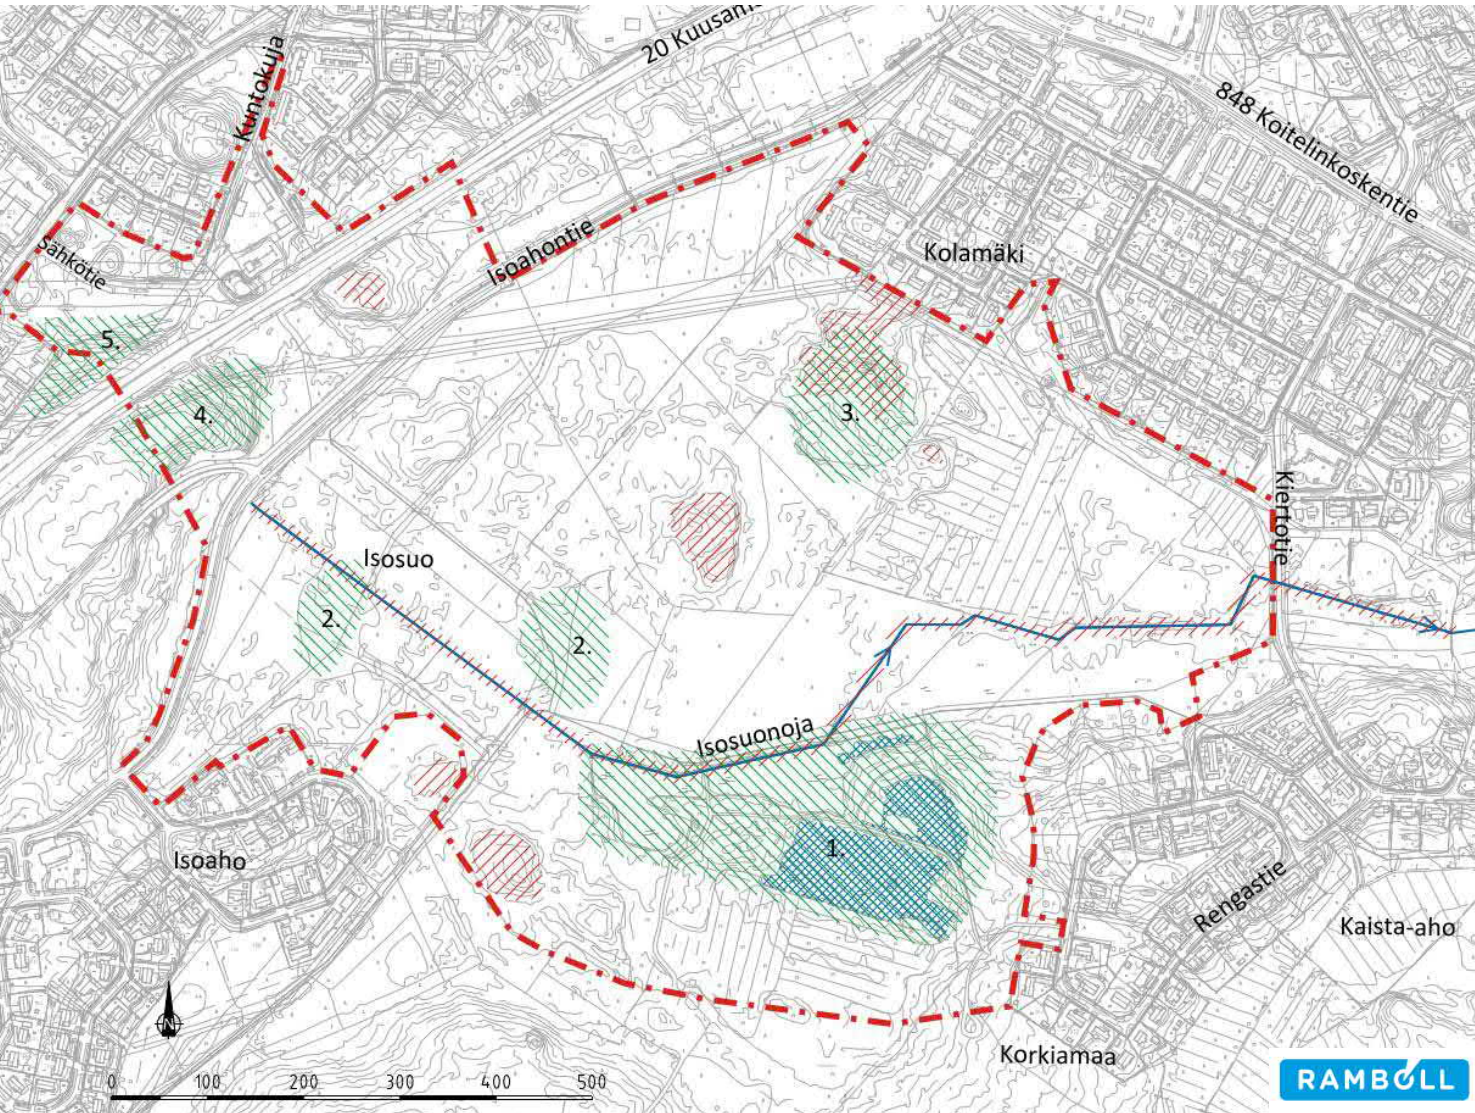 20 Kuusam
Kuntokuja
848 Koitelinkoskentie
Sähkötie
Isoahontie
Kolamäki
5.
4.
3.
Kiertotie
Isosuo
2.
2.
Isosuonoja
1.
Isoaho
Rengastie
Kaista-aho
N
Korkiamaa
0 100 200 300 400 500
RAMBOLL